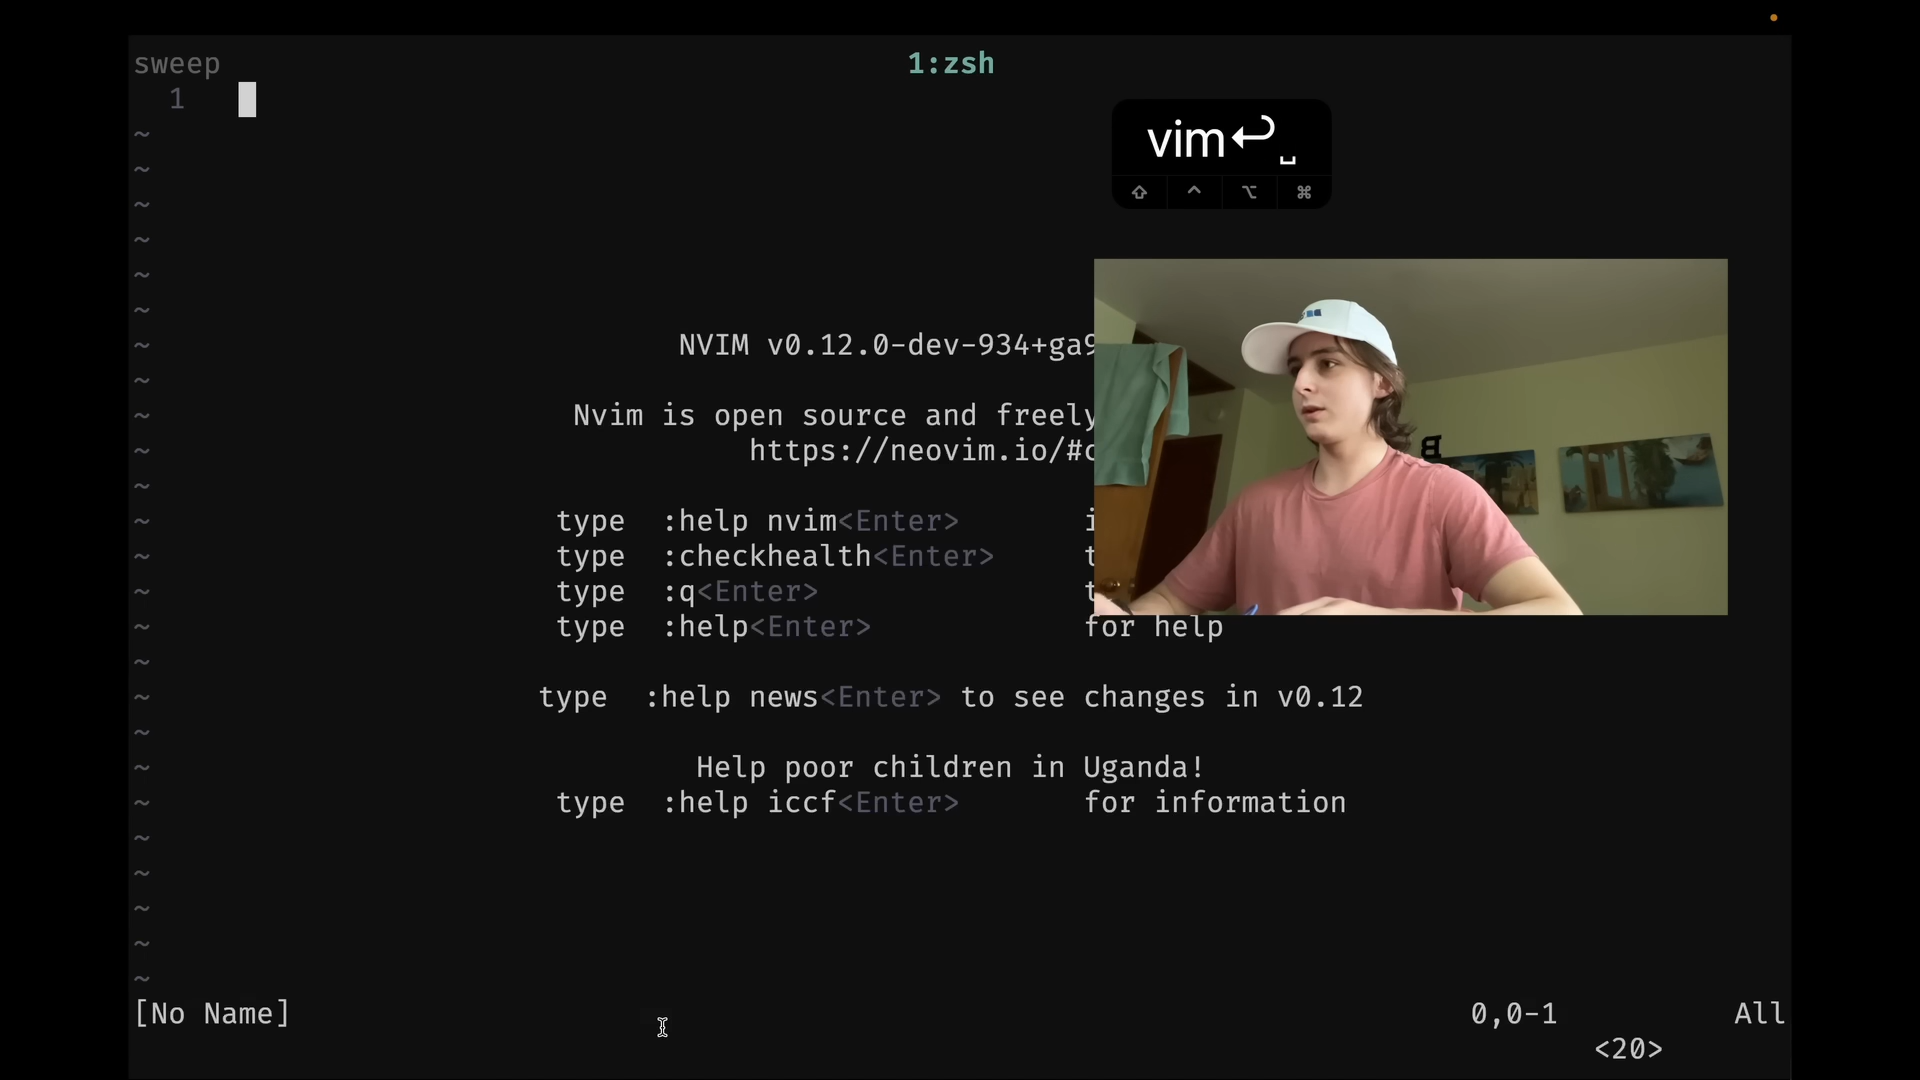 sweep 1:zsh
1
vim↩␣
⇧ ^ ⌥ ⌘
~
~
~
~
~
~
~ NVIM v0.12.0-dev-934+ga9
~
~ Nvim is open source and freely
~ https://neovim.io/#c
~
~ type :help nvim<Enter> i
~ type :checkhealth<Enter> t
~ type :q<Enter> t
~ type :help<Enter> for help
~
~ type :help news<Enter> to see changes in v0.12
~
~ Help poor children in Uganda!
~ type :help iccf<Enter> for information
~
~
~
~
~
[No Name] 0,0-1 All
<20>